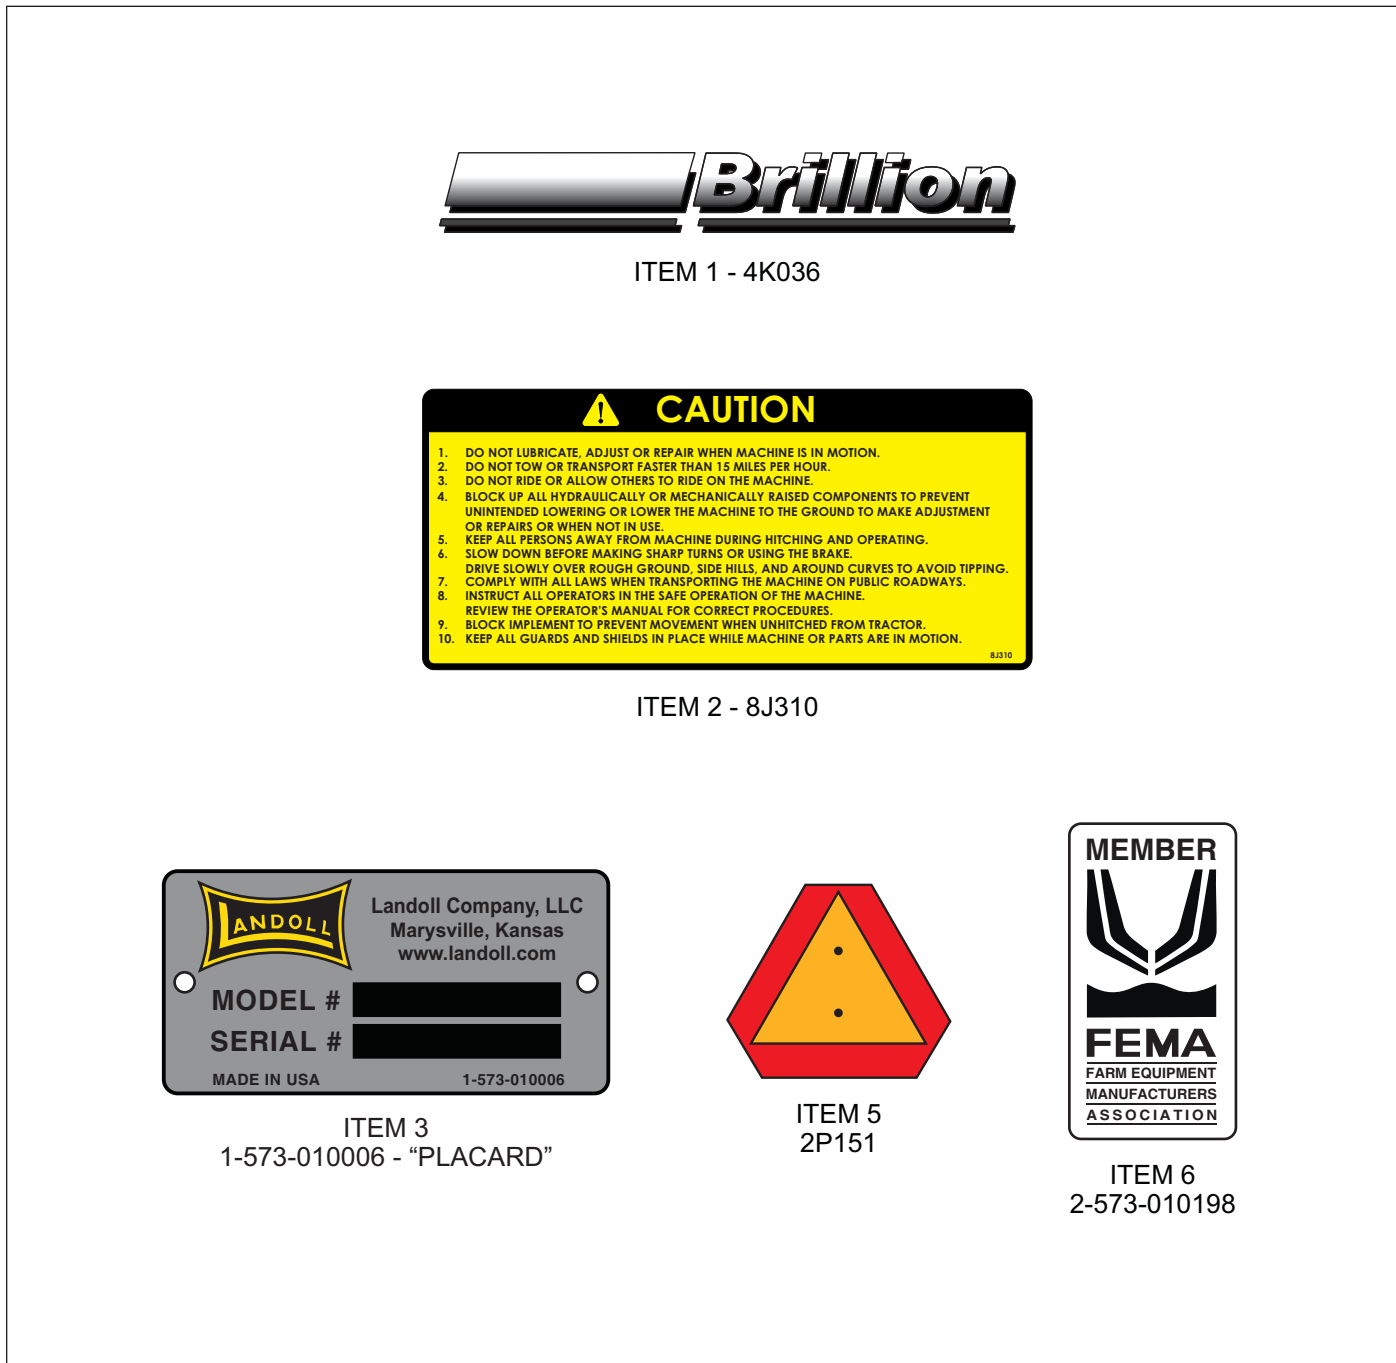 Brillion
ITEM 1 - 4K036
CAUTION
1. DO NOT LUBRICATE, ADJUST OR REPAIR WHEN MACHINE IS IN MOTION.
2. DO NOT TOW OR TRANSPORT FASTER THAN 15 MILES PER HOUR.
3. DO NOT RIDE OR ALLOW OTHERS TO RIDE ON THE MACHINE.
4. BLOCK UP ALL HYDRAULICALLY OR MECHANICALLY RAISED COMPONENTS TO PREVENT
UNINTENDED LOWERING OR LOWER THE MACHINE TO THE GROUND TO MAKE ADJUSTMENT
OR REPAIRS OR WHEN NOT IN USE.
5. KEEP ALL PERSONS AWAY FROM MACHINE DURING HITCHING AND OPERATING.
6. SLOW DOWN BEFORE MAKING SHARP TURNS OR USING THE BRAKE.
DRIVE SLOWLY OVER ROUGH GROUND, SIDE HILLS, AND AROUND CURVES TO AVOID TIPPING.
7. COMPLY WITH ALL LAWS WHEN TRANSPORTING THE MACHINE ON PUBLIC ROADWAYS.
8. INSTRUCT ALL OPERATORS IN THE SAFE OPERATION OF THE MACHINE.
REVIEW THE OPERATOR'S MANUAL FOR CORRECT PROCEDURES.
9. BLOCK IMPLEMENT TO PREVENT MOVEMENT WHEN UNHITCHED FROM TRACTOR.
10. KEEP ALL GUARDS AND SHIELDS IN PLACE WHILE MACHINE OR PARTS ARE IN MOTION.
8J310
ITEM 2 - 8J310
LANDOLL
Landoll Company, LLC
Marysville, Kansas
www.landoll.com
MODEL #
SERIAL #
MADE IN USA 1-573-010006
ITEM 3
1-573-010006 - “PLACARD”
ITEM 5
2P151
MEMBER
FEMA
FARM EQUIPMENT
MANUFACTURERS
ASSOCIATION
ITEM 6
2-573-010198